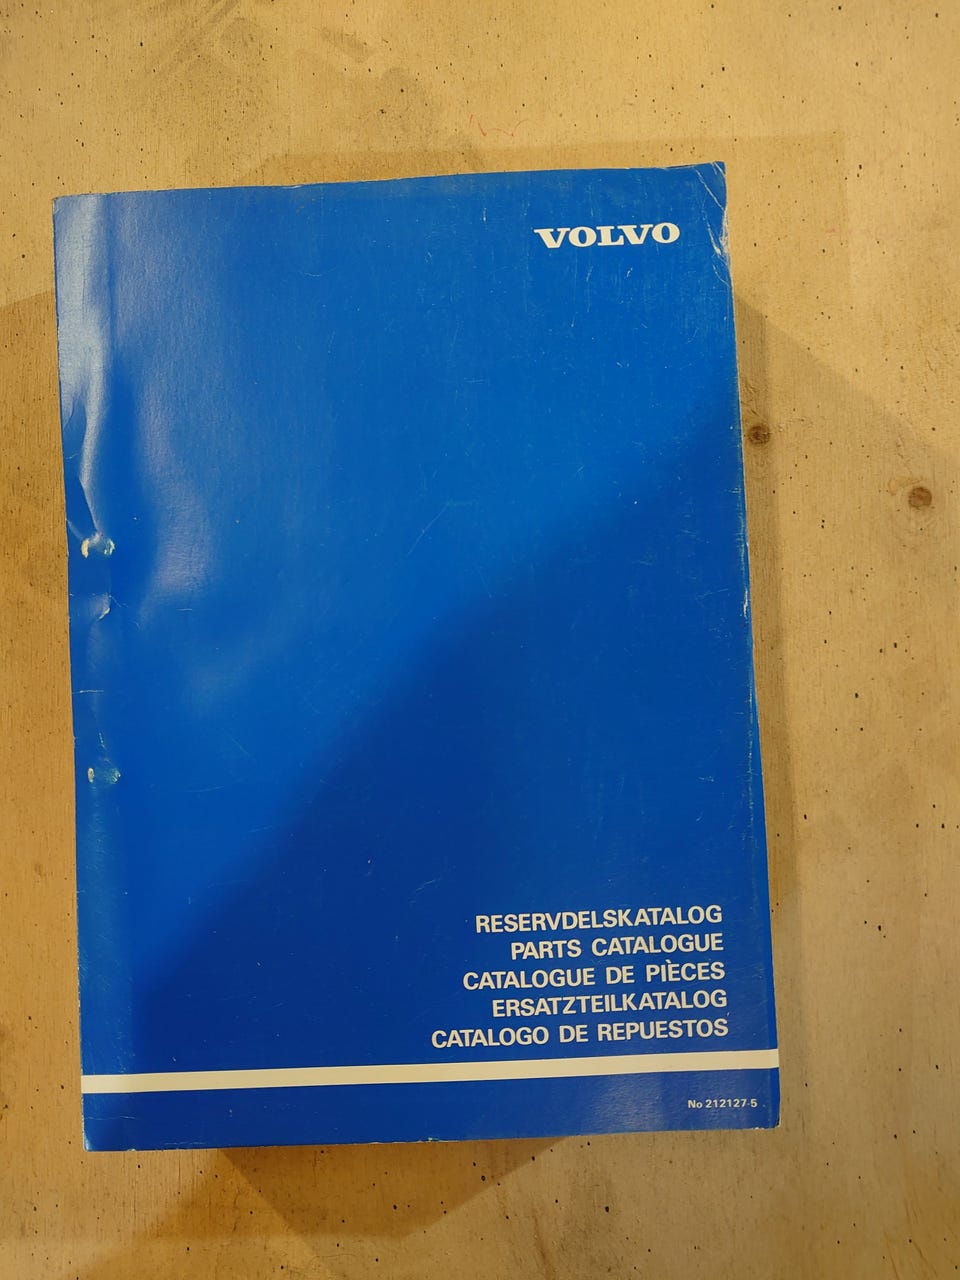 VOLVO
RESERVDELSKATALOG
PARTS CATALOGUE
CATALOGUE DE PIÈCES
ERSATZTEILKATALOG
CATALOGO DE REPUESTOS
No 212127-5